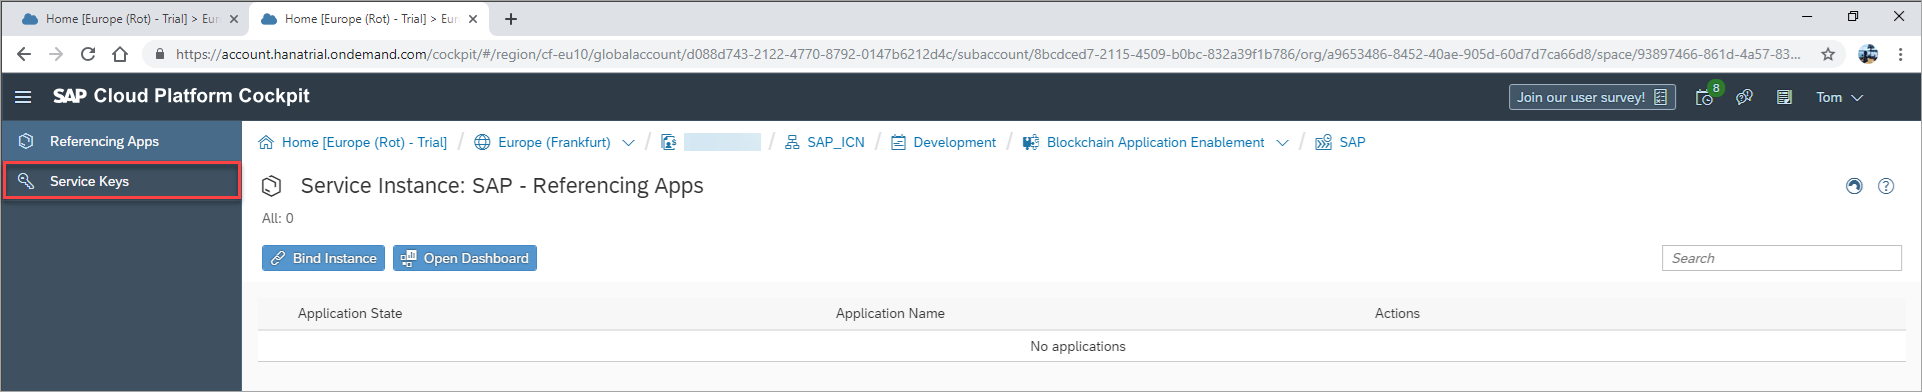 Home [Europe (Rot) - Trial] > Eur
Home [Europe (Rot) - Trial] > Eur
https://account.hanatrial.ondemand.com/cockpit/#/region/cf-eu10/globalaccount/d088d743-2122-4770-8792-0147b6212d4c/subaccount/8bcdced7-2115-4509-b0bc-832a39f1b786/org/a9653486-8452-40ae-905d-60d7d7ca66d8/space/93897466-861d-4a57-83...
SAP Cloud Platform Cockpit
Join our user survey!
8
Tom
Referencing Apps
Service Keys
Home [Europe (Rot) - Trial] / Europe (Frankfurt) / / SAP_ICN / Development / Blockchain Application Enablement / SAP
Service Instance: SAP - Referencing Apps
All: 0
Bind Instance
Open Dashboard
Search
Application State
Application Name
Actions
No applications